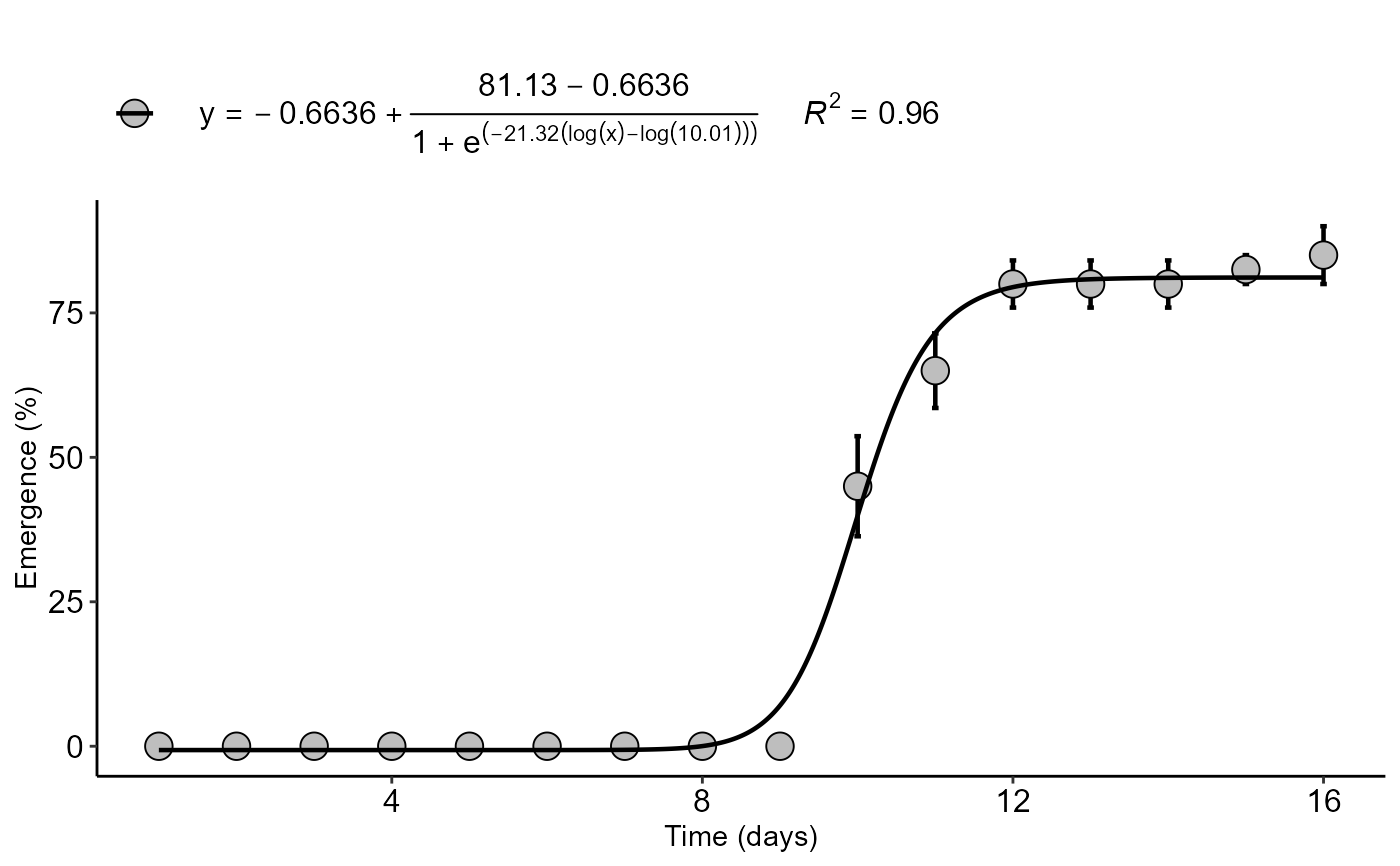 81.13 − 0.6636
y = − 0.6636 + R² = 0.96
1 + e^(−21.32(log(x)−log(10.01)))
75
50
25
0
Emergence (%)
4 8 12 16
Time (days)